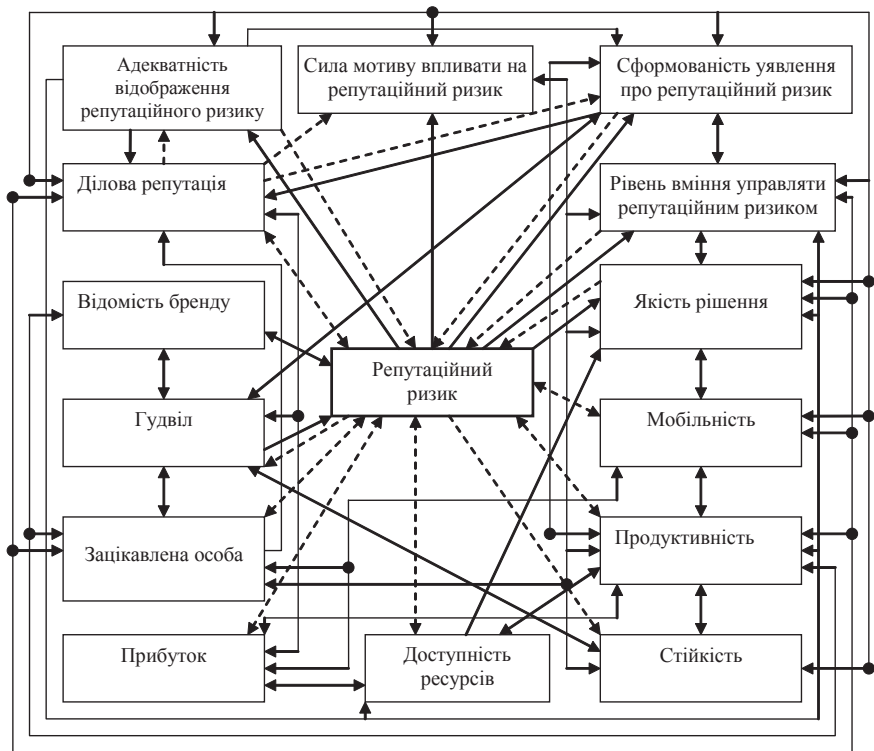 Адекватність
відображення
репутаційного ризику
Сила мотиву впливати на
репутаційний ризик
Сформованість уявлення
про репутаційний ризик
Ділова репутація
Рівень вміння управляти
репутаційним ризиком
Відомість бренду
Якість рішення
Репутаційний
ризик
Гудвіл
Мобільність
Зацікавлена особа
Продуктивність
Прибуток
Доступність
ресурсів
Стійкість